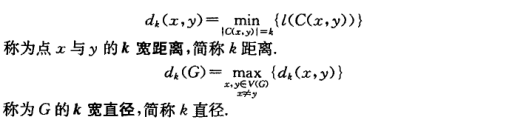 d_k(x,y)=min_{|C(x,y)|=k}{l(C(x,y))}
称为点 x 与 y 的 k 宽距离,简称 k 距离.
d_k(G)=max_{x,y∈V(G) x≠y}{d_k(x,y)}
称为 G 的 k 宽直径,简称 k 直径.